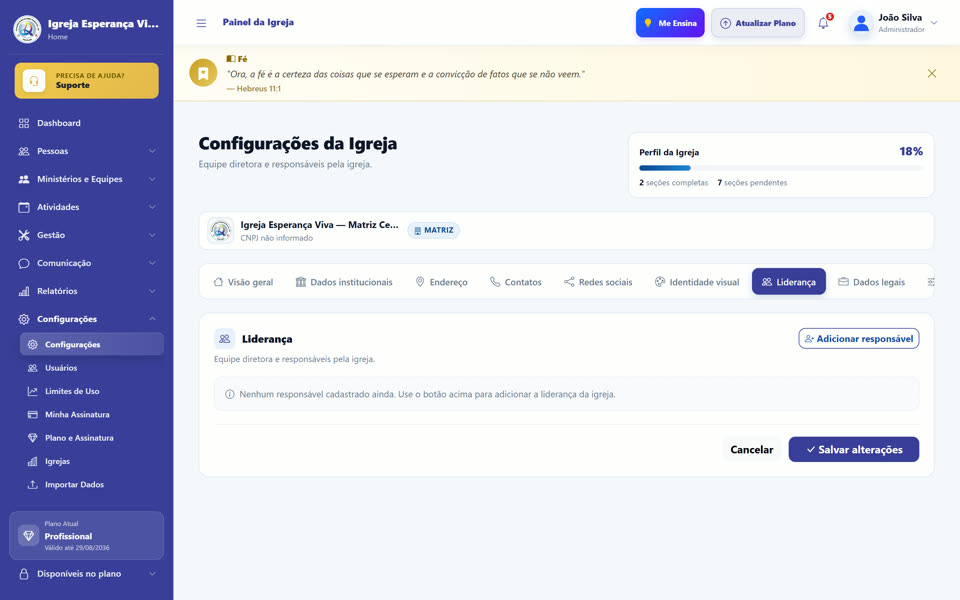 Igreja Esperança Vi...
Home
PRECISA DE AJUDA?
Suporte
Dashboard
Pessoas
Ministérios e Equipes
Atividades
Gestão
Comunicação
Relatórios
Configurações
Configurações
Usuários
Limites de Uso
Minha Assinatura
Plano e Assinatura
Igrejas
Importar Dados
Plano Atual
Profissional
Válido até 29/08/2036
Disponíveis no plano
Painel da Igreja
Me Ensina
Atualizar Plano
João Silva
Administrador
Fé
"Ora, a fé é a certeza das coisas que se esperam e a convicção de fatos que se não veem."
— Hebreus 11:1
Configurações da Igreja
Equipe diretora e responsáveis pela igreja.
Perfil da Igreja 18%
2 seções completas 7 seções pendentes
Igreja Esperança Viva — Matriz Ce... MATRIZ
CNPJ não informado
Visão geral Dados institucionais Endereço Contatos Redes sociais Identidade visual Liderança Dados legais
Liderança Adicionar responsável
Equipe diretora e responsáveis pela igreja.
Nenhum responsável cadastrado ainda. Use o botão acima para adicionar a liderança da igreja.
Cancelar Salvar alterações